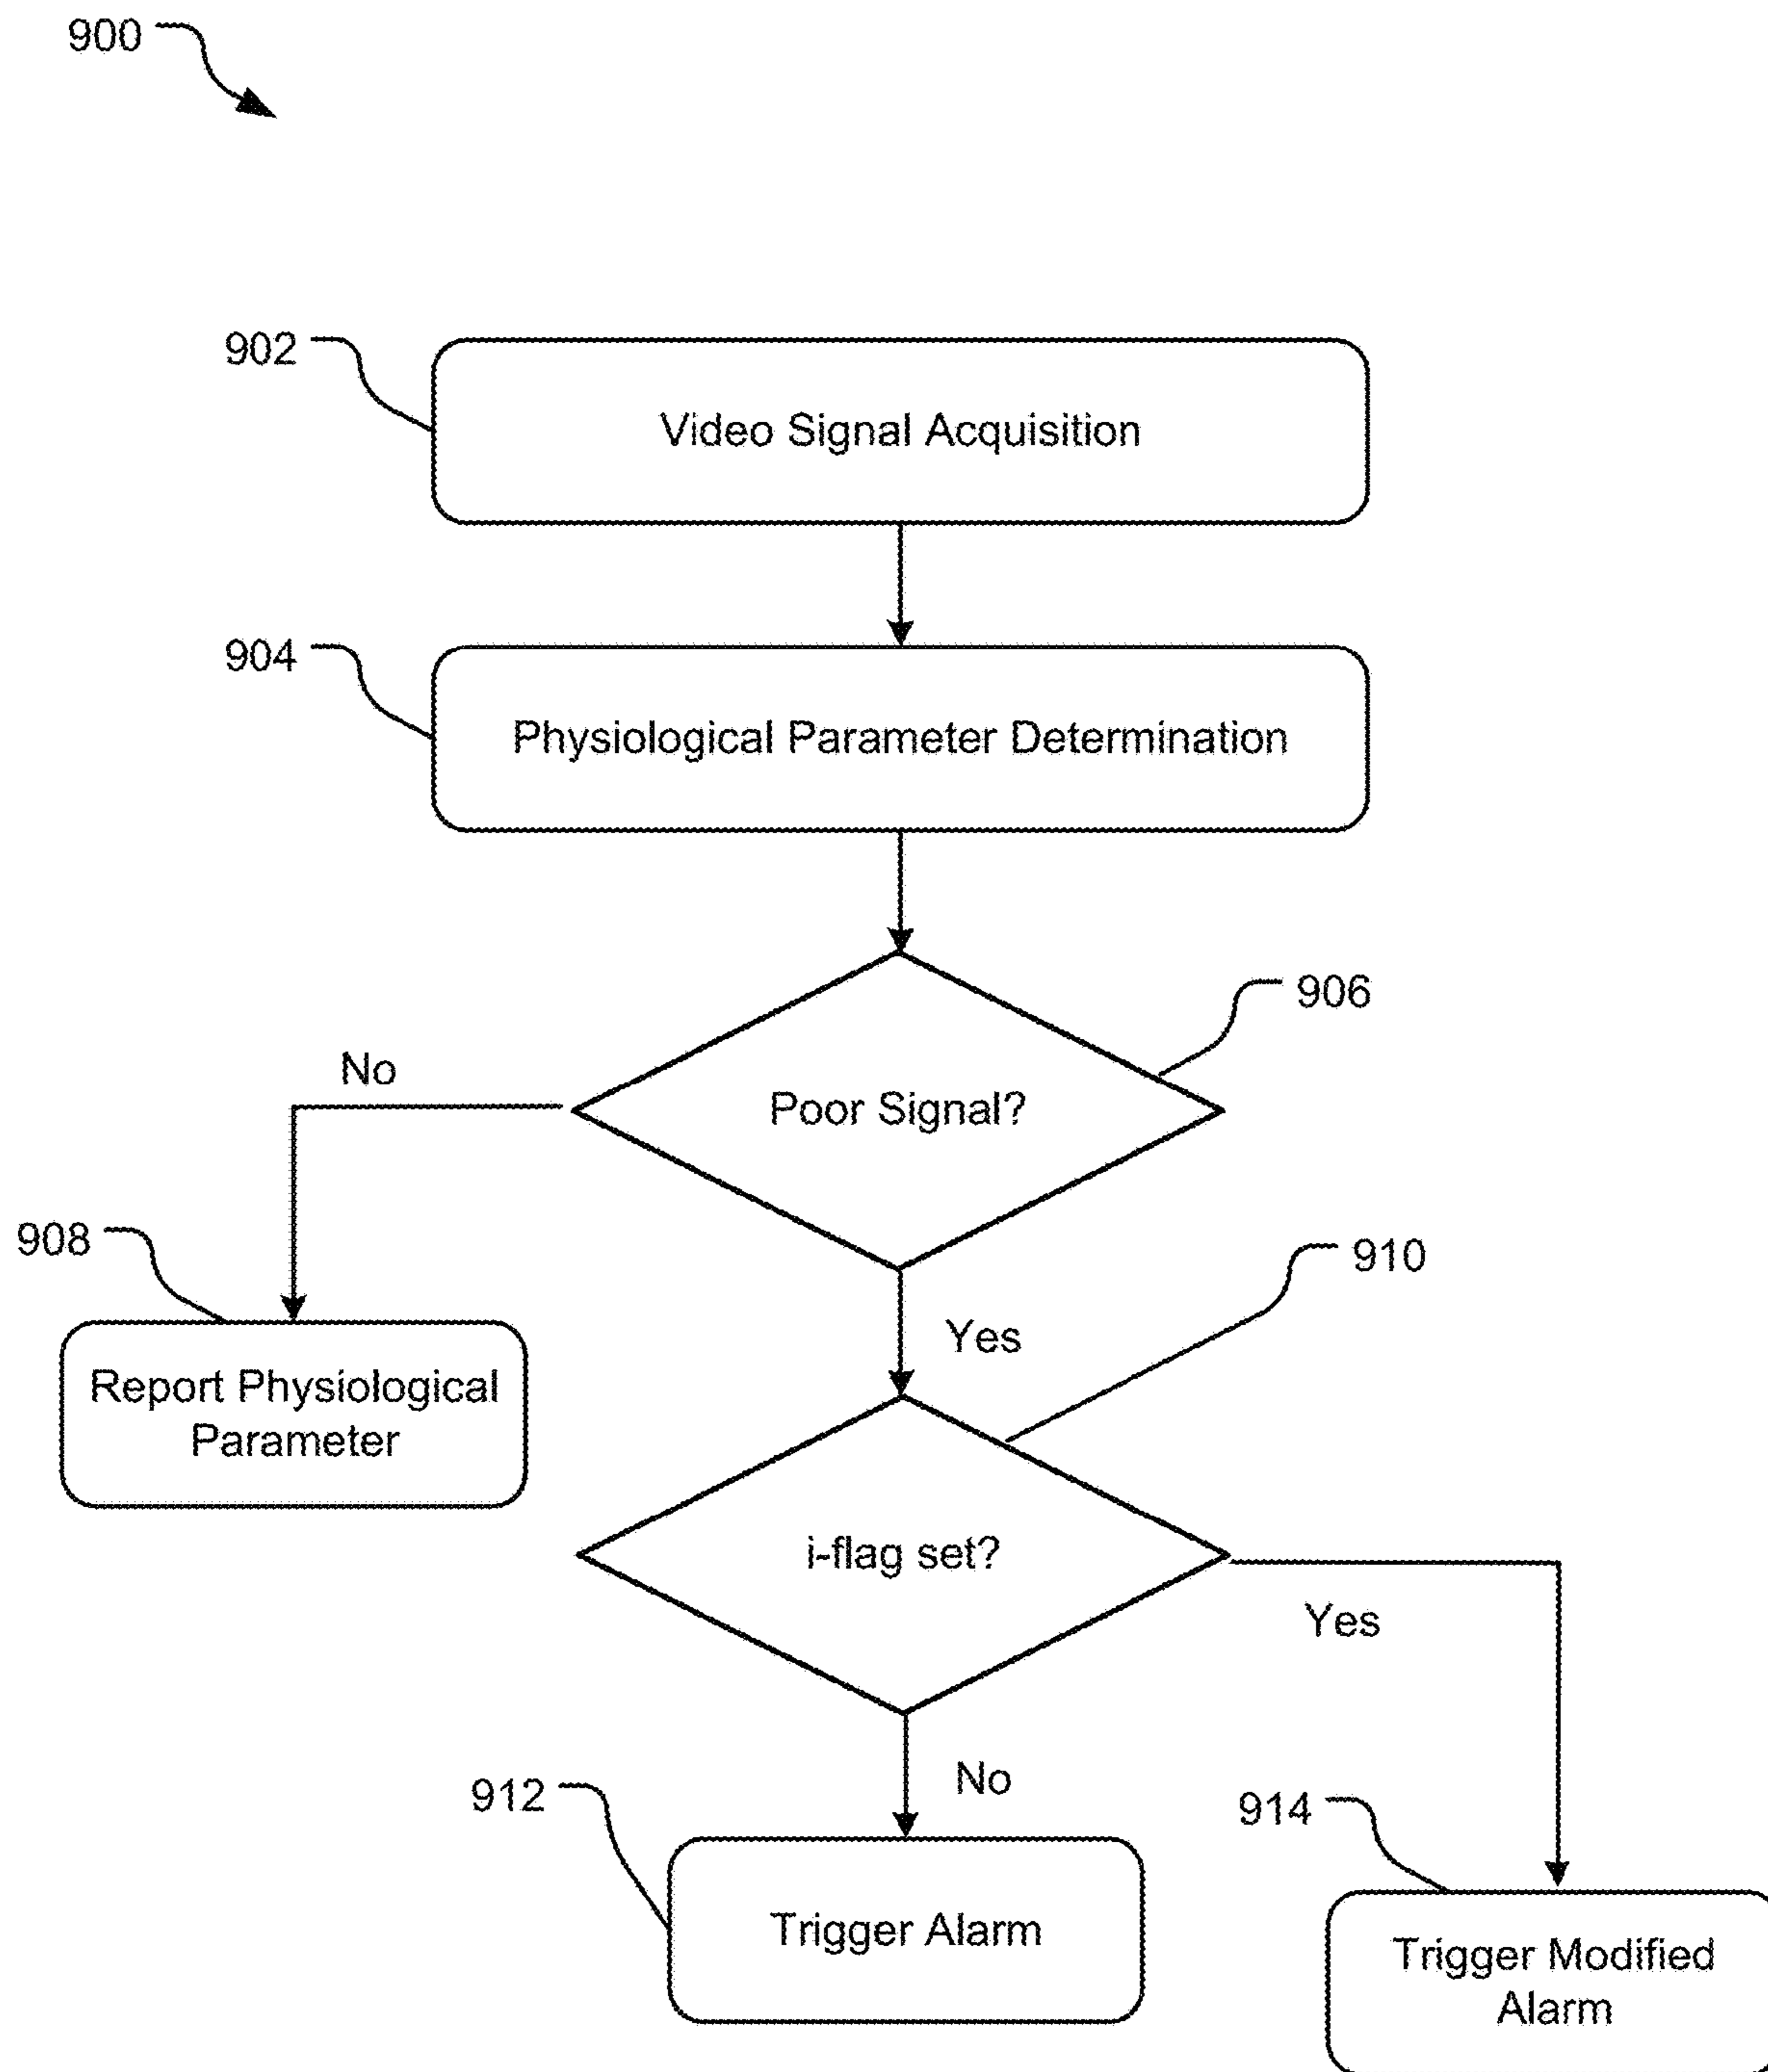 900
902
Video Signal Acquisition
904
Physiological Parameter Determination
906
No
Poor Signal?
908
910
Yes
Report Physiological
Parameter
i-flag set?
Yes
912
No
914
Trigger Alarm
Trigger Modified
Alarm